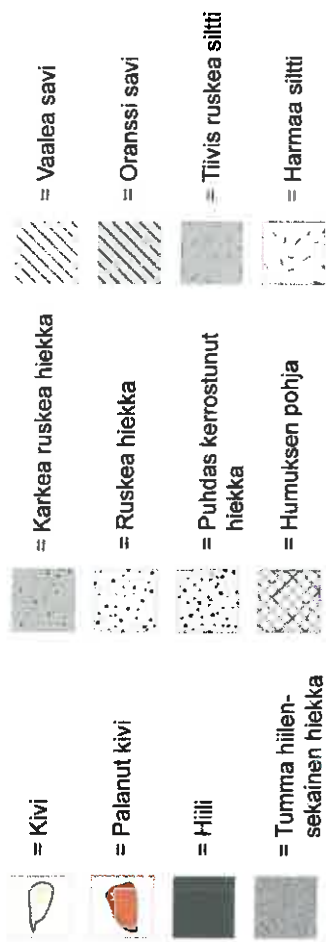 = Kivi
= Palanut kivi
= Hiili
= Tumma hiilen-
sekainen hiekka
= Karkea ruskea hiekka
= Ruskea hiekka
= Puhdas kerrostunut
hiekka
= Humuksen pohja
= Vaalea savi
= Oranssi savi
= Tiivis ruskea siltti
= Harmaa siltti